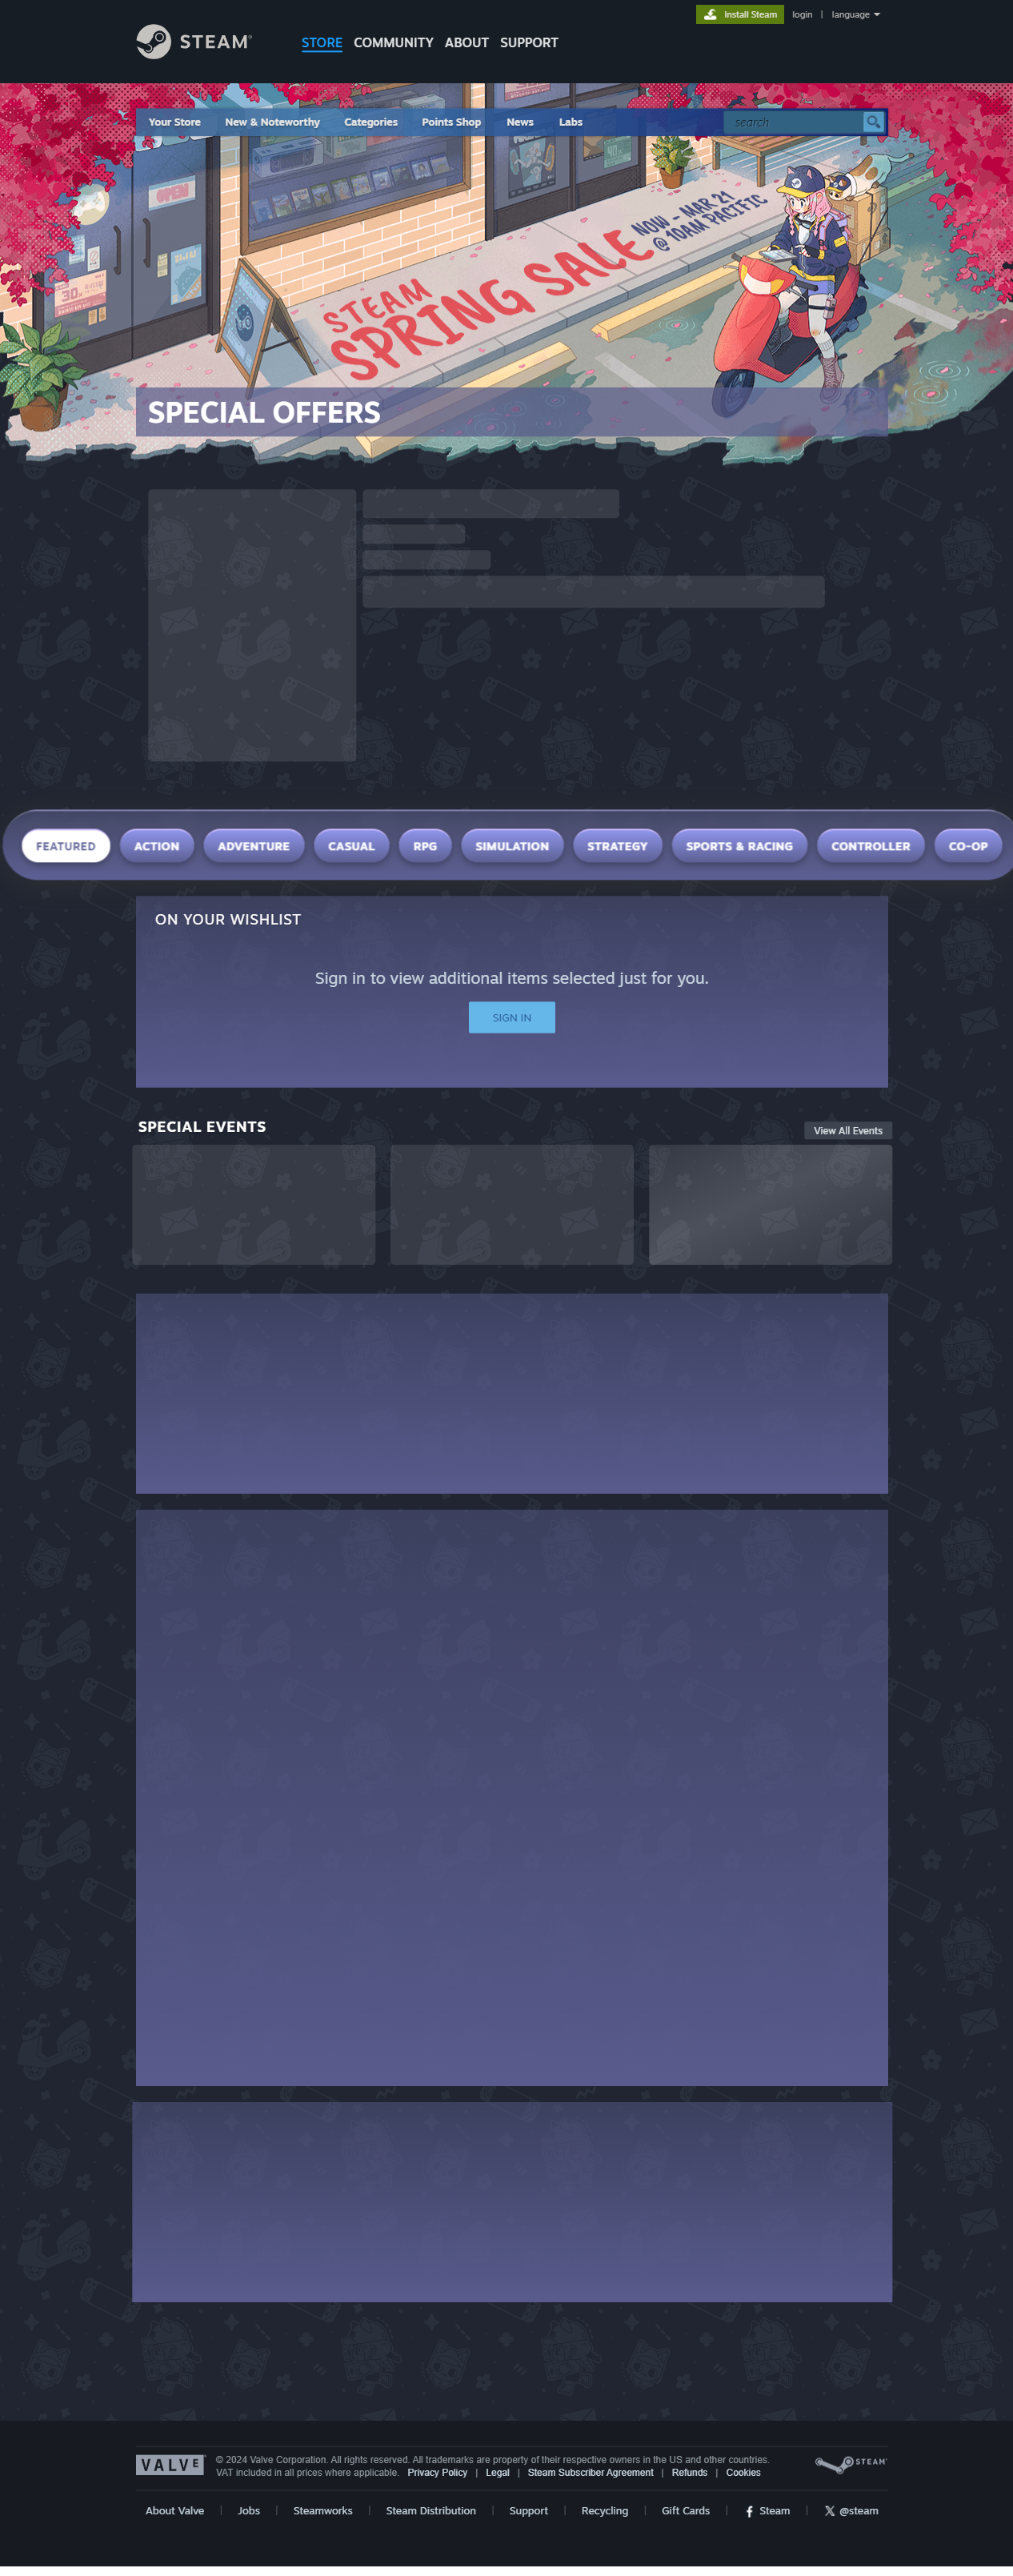 Install Steam
login | language
STEAM®
STORE COMMUNITY ABOUT SUPPORT
Your Store New & Noteworthy Categories Points Shop News Labs
search
OPEN
STEAM
SPRING SALE
NOW - MAR 21
@ 10AM PACIFIC
SPECIAL OFFERS
FEATURED ACTION ADVENTURE CASUAL RPG SIMULATION STRATEGY SPORTS & RACING CONTROLLER CO-OP
ON YOUR WISHLIST
Sign in to view additional items selected just for you.
SIGN IN
SPECIAL EVENTS
View All Events
VALVE
© 2024 Valve Corporation. All rights reserved. All trademarks are property of their respective owners in the US and other countries.
VAT included in all prices where applicable. Privacy Policy | Legal | Steam Subscriber Agreement | Refunds | Cookies
STEAM
About Valve | Jobs | Steamworks | Steam Distribution | Support | Recycling | Gift Cards | Steam | @steam